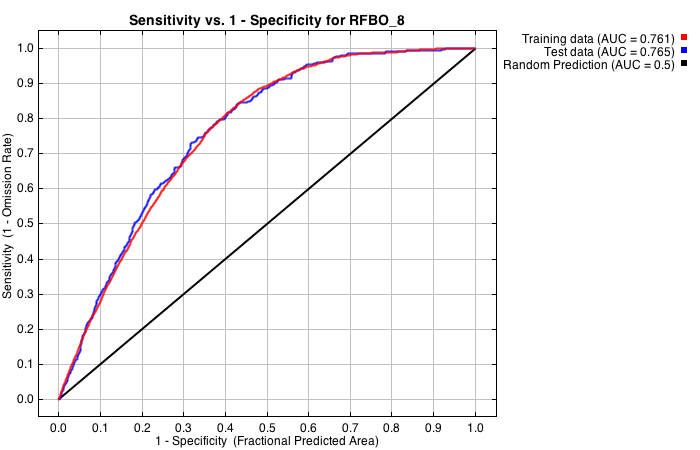 Sensitivity vs. 1 - Specificity for RFBO_8
Training data (AUC = 0.761)
Test data (AUC = 0.765)
Random Prediction (AUC = 0.5)
Sensitivity (1 - Omission Rate)
1.0
0.9
0.8
0.7
0.6
0.5
0.4
0.3
0.2
0.1
0.0
0.0 0.1 0.2 0.3 0.4 0.5 0.6 0.7 0.8 0.9 1.0
1 - Specificity (Fractional Predicted Area)